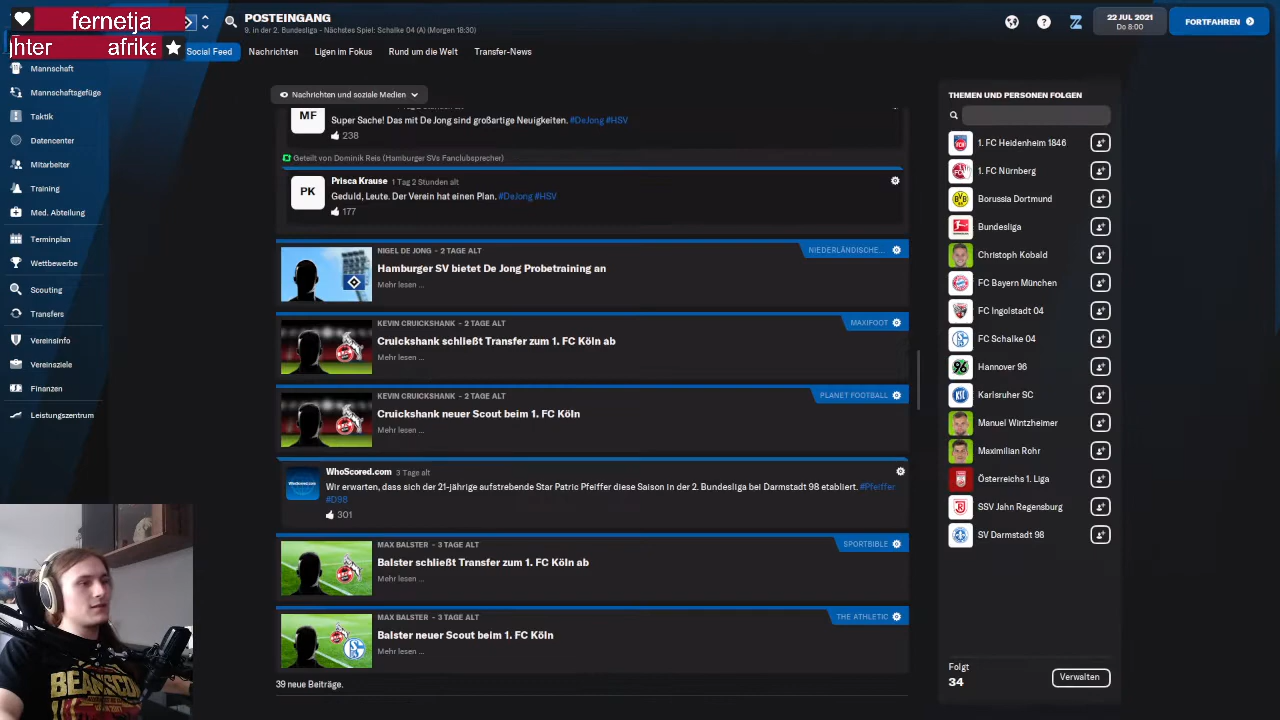 fernetja
hter afrika
POSTEINGANG
9. in der 2. Bundesliga - Nächstes Spiel: Schalke 04 (A) (Morgen 18:30)
22 JUL 2021
Do 8:00
FORTFAHREN
Social Feed
Nachrichten
Ligen im Fokus
Rund um die Welt
Transfer-News
Mannschaft
Mannschaftsgefüge
Taktik
Datencenter
Mitarbeiter
Training
Med. Abteilung
Terminplan
Wettbewerbe
Scouting
Transfers
Vereinsinfo
Vereinsziele
Finanzen
Leistungszentrum
Nachrichten und soziale Medien
MF
Super Sache! Das mit De Jong sind großartige Neuigkeiten. #DeJong #HSV
238
Geteilt von Dominik Reis (Hamburger SVs Fanclubsprecher)
PK
Prisca Krause 1 Tag 2 Stunden alt
Geduld, Leute. Der Verein hat einen Plan. #DeJong #HSV
177
NIGEL DE JONG - 2 TAGE ALT
NIEDERLÄNDISCHE...
Hamburger SV bietet De Jong Probetraining an
Mehr lesen ...
KEVIN CRUICKSHANK - 2 TAGE ALT
MAXIFOOT
Cruickshank schließt Transfer zum 1. FC Köln ab
Mehr lesen ...
KEVIN CRUICKSHANK - 2 TAGE ALT
PLANET FOOTBALL
Cruickshank neuer Scout beim 1. FC Köln
Mehr lesen ...
WhoScored.com 3 Tage alt
Wir erwarten, dass sich der 21-jährige aufstrebende Star Patric Pfeiffer diese Saison in der 2. Bundesliga bei Darmstadt 98 etabliert. #Pfeiffer
#D98
301
MAX BALSTER - 3 TAGE ALT
SPORTBIBLE
Balster schließt Transfer zum 1. FC Köln ab
Mehr lesen ...
MAX BALSTER - 3 TAGE ALT
THE ATHLETIC
Balster neuer Scout beim 1. FC Köln
Mehr lesen ...
39 neue Beiträge.
THEMEN UND PERSONEN FOLGEN
1. FC Heidenheim 1846
1. FC Nürnberg
Borussia Dortmund
Bundesliga
Christoph Kobald
FC Bayern München
FC Ingolstadt 04
FC Schalke 04
Hannover 96
Karlsruher SC
Manuel Wintzheimer
Maximilian Rohr
Österreichs 1. Liga
SSV Jahn Regensburg
SV Darmstadt 98
Folgt
34
Verwalten